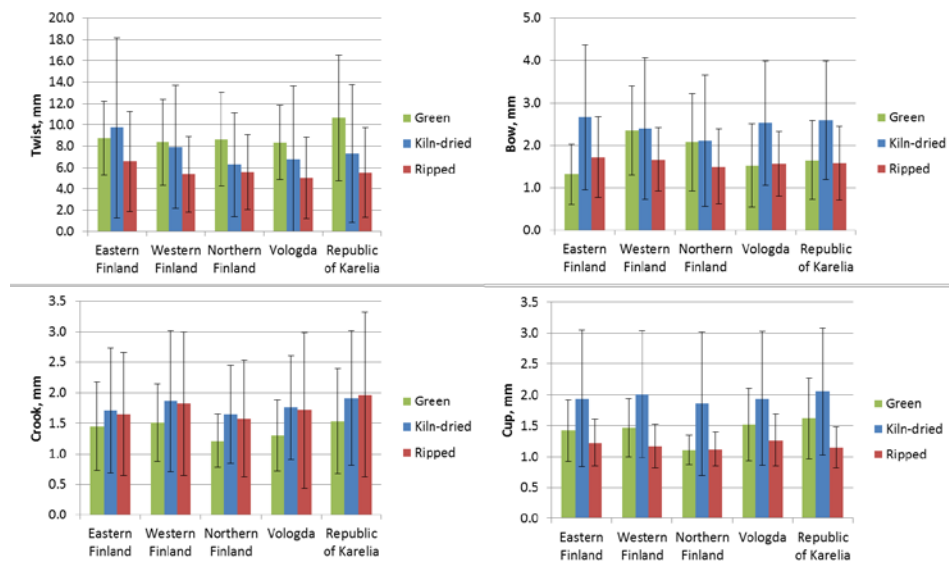 20.0
18.0
16.0
14.0
12.0
10.0
8.0
6.0
4.0
2.0
0.0
Twist, mm
Eastern Finland
Western Finland
Northern Finland
Vologda
Republic of Karelia
Green
Kiln-dried
Ripped
5.0
4.0
3.0
2.0
1.0
0.0
Bow, mm
Eastern Finland
Western Finland
Northern Finland
Vologda
Republic of Karelia
Green
Kiln-dried
Ripped
3.5
3.0
2.5
2.0
1.5
1.0
0.5
0.0
Crook, mm
Eastern Finland
Western Finland
Northern Finland
Vologda
Republic of Karelia
Green
Kiln-dried
Ripped
3.5
3.0
2.5
2.0
1.5
1.0
0.5
0.0
Cup, mm
Eastern Finland
Western Finland
Northern Finland
Vologda
Republic of Karelia
Green
Kiln-dried
Ripped